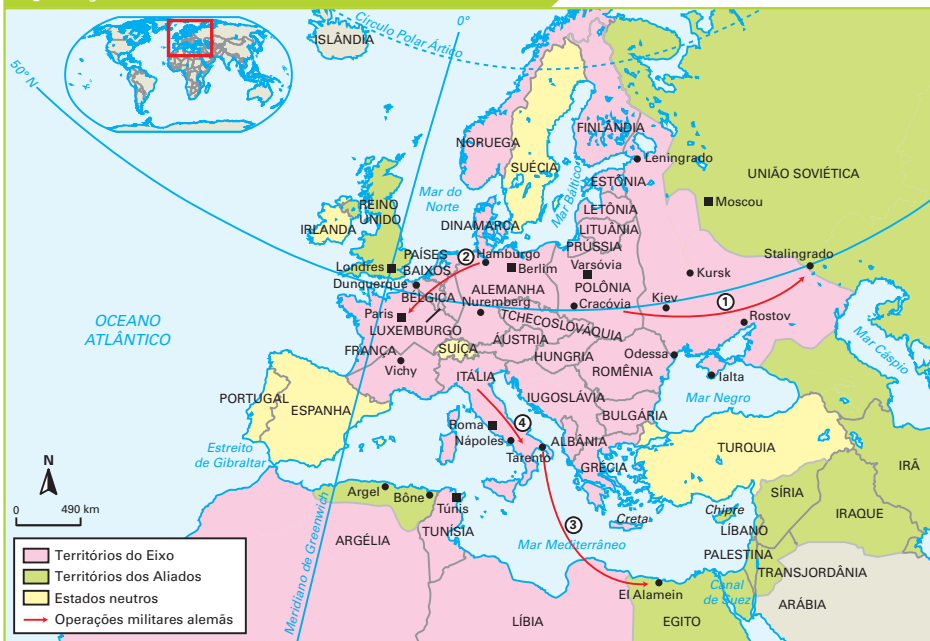 Círculo Polar Ártico
0°
ISLÂNDIA
50° N
NORUEGA
FINLÂNDIA
SUÉCIA
Leningrado
ESTÔNIA
UNIÃO SOVIÉTICA
Mar do
Norte
Mar Báltico
LETÔNIA
Moscou
REINO
UNIDO
IRLANDA
DINAMARCA
LITUÂNIA
PRÚSSIA
PAÍSES
BAIXOS
2
Hamburgo
Londres
Berlim
Varsóvia
Stalingrado
Dunquerque
Kursk
BÉLGICA
ALEMANHA
POLÔNIA
Nuremberg
Cracóvia
Kiev
1
Paris
LUXEMBURGO
TCHECOSLOVÁQUIA
Rostov
OCEANO
ATLÂNTICO
FRANÇA
SUÍÇA
ÁUSTRIA
HUNGRIA
Odessa
Mar Cáspio
Vichy
ITÁLIA
ROMÊNIA
Ialta
PORTUGAL
ESPANHA
IUGOSLÁVIA
Mar Negro
BULGÁRIA
Roma
4
Nápoles
ALBÂNIA
Tarento
TURQUIA
Estreito
de Gibraltar
GRÉCIA
IRÃ
N
Argel
Bône
Túnis
SÍRIA
0 490 km
Creta
Chipre
IRAQUE
3
LÍBANO
ARGÉLIA
TUNÍSIA
Mar Mediterrâneo
PALESTINA
TRANSJORDÂNIA
Meridiano de Greenwich
El Alamein
Canal
de Suez
ARÁBIA
LÍBIA
EGITO
Territórios do Eixo
Territórios dos Aliados
Estados neutros
Operações militares alemãs